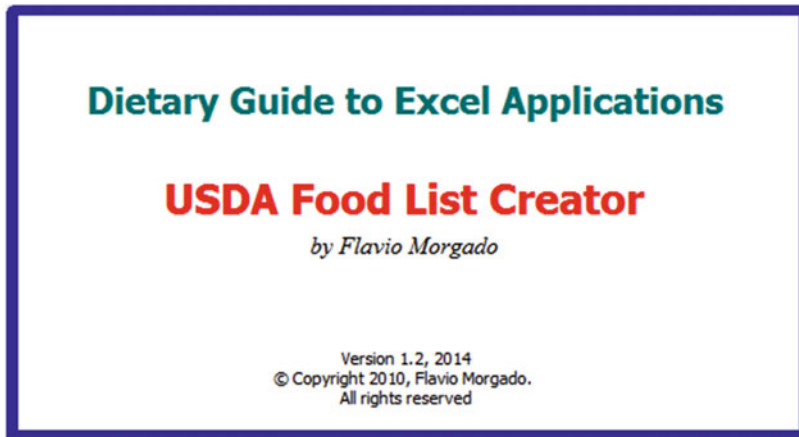 Dietary Guide to Excel Applications
USDA Food List Creator
by Flavio Morgado
Version 1.2, 2014
© Copyright 2010, Flavio Morgado.
All rights reserved